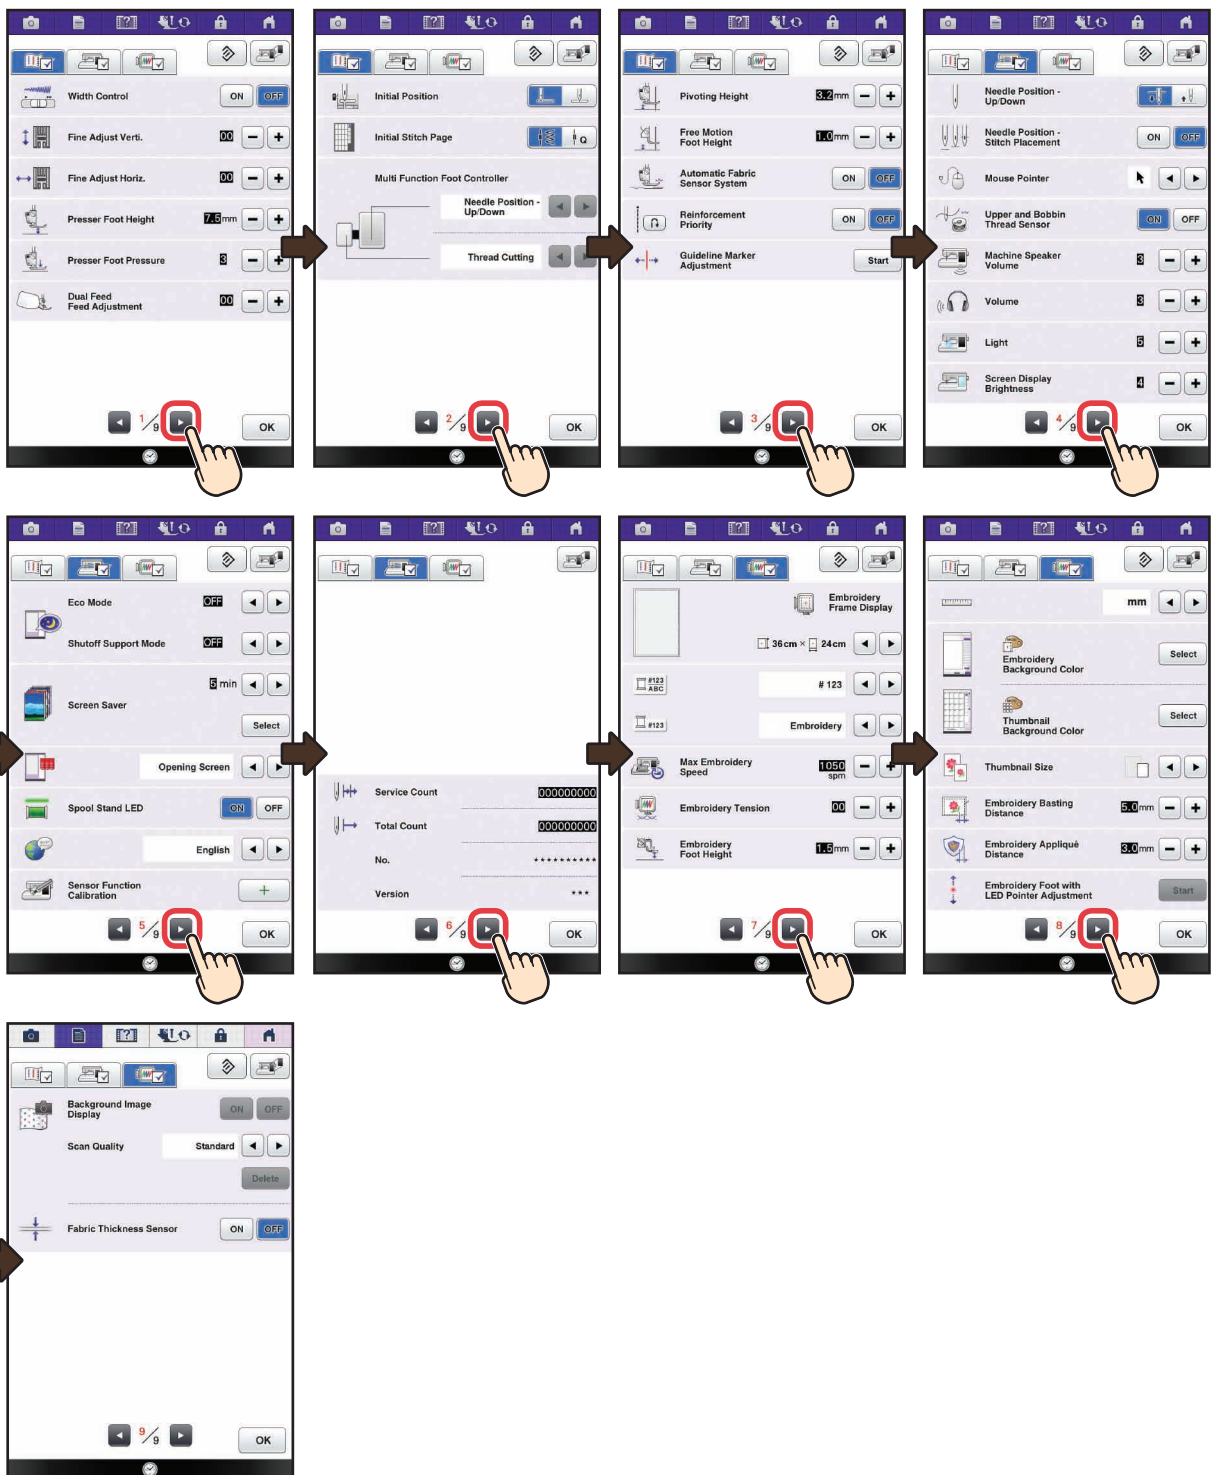 Width Control ON OFF
Fine Adjust Verti. 00 − +
Fine Adjust Horiz. 00 − +
Presser Foot Height 7.5mm − +
Presser Foot Pressure 3 − +
Dual Feed
Feed Adjustment 00 − +
1/9 OK
Initial Position
Initial Stitch Page Q
Multi Function Foot Controller
Needle Position -
Up/Down
Thread Cutting
2/9 OK
Pivoting Height 3.2mm − +
Free Motion
Foot Height 1.0mm − +
Automatic Fabric
Sensor System ON OFF
Reinforcement
Priority ON OFF
Guideline Marker
Adjustment Start
3/9 OK
Needle Position -
Up/Down
Needle Position -
Stitch Placement ON OFF
Mouse Pointer
Upper and Bobbin
Thread Sensor ON OFF
Machine Speaker
Volume 3 − +
Volume 3 − +
Light 5 − +
Screen Display
Brightness 4 − +
4/9 OK
Eco Mode OFF
Shutoff Support Mode OFF
5 min
Screen Saver
Select
Opening Screen
Spool Stand LED ON OFF
English
Sensor Function
Calibration +
5/9 OK
Service Count 000000000
Total Count 000000000
No. **********
Version ***
6/9 OK
Embroidery
Frame Display
36cm × 24cm
#123
ABC # 123
#123 Embroidery
Max Embroidery
Speed 1050 spm − +
Embroidery Tension 00 − +
Embroidery
Foot Height 1.5mm − +
7/9 OK
mm
Embroidery
Background Color Select
Thumbnail
Background Color Select
Thumbnail Size
Embroidery Basting
Distance 5.0mm − +
Embroidery Appliqué
Distance 3.0mm − +
Embroidery Foot with
LED Pointer Adjustment Start
8/9 OK
Background Image
Display ON OFF
Scan Quality Standard
Delete
Fabric Thickness Sensor ON OFF
9/9 OK